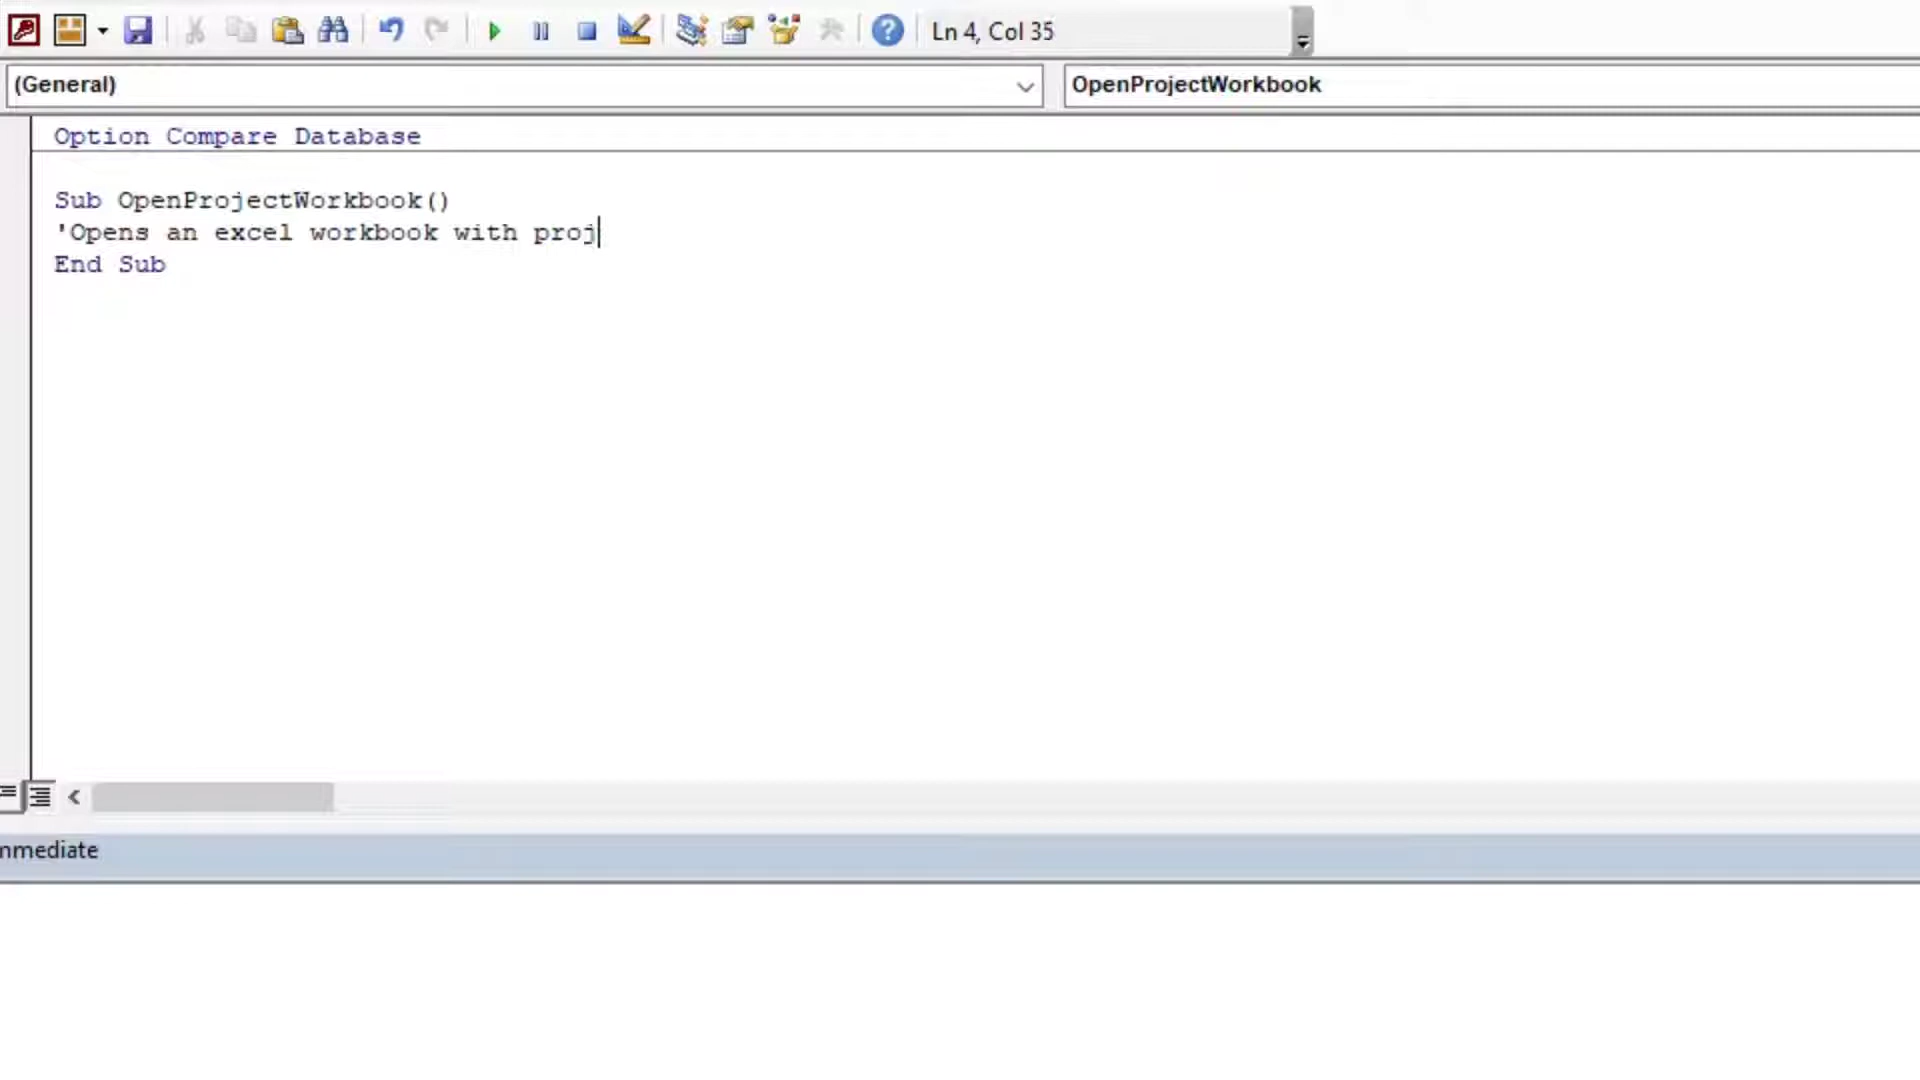 Ln 4, Col 35
(General)
OpenProjectWorkbook
Option Compare Database
Sub OpenProjectWorkbook()
'Opens an excel workbook with proj
End Sub
nmediate